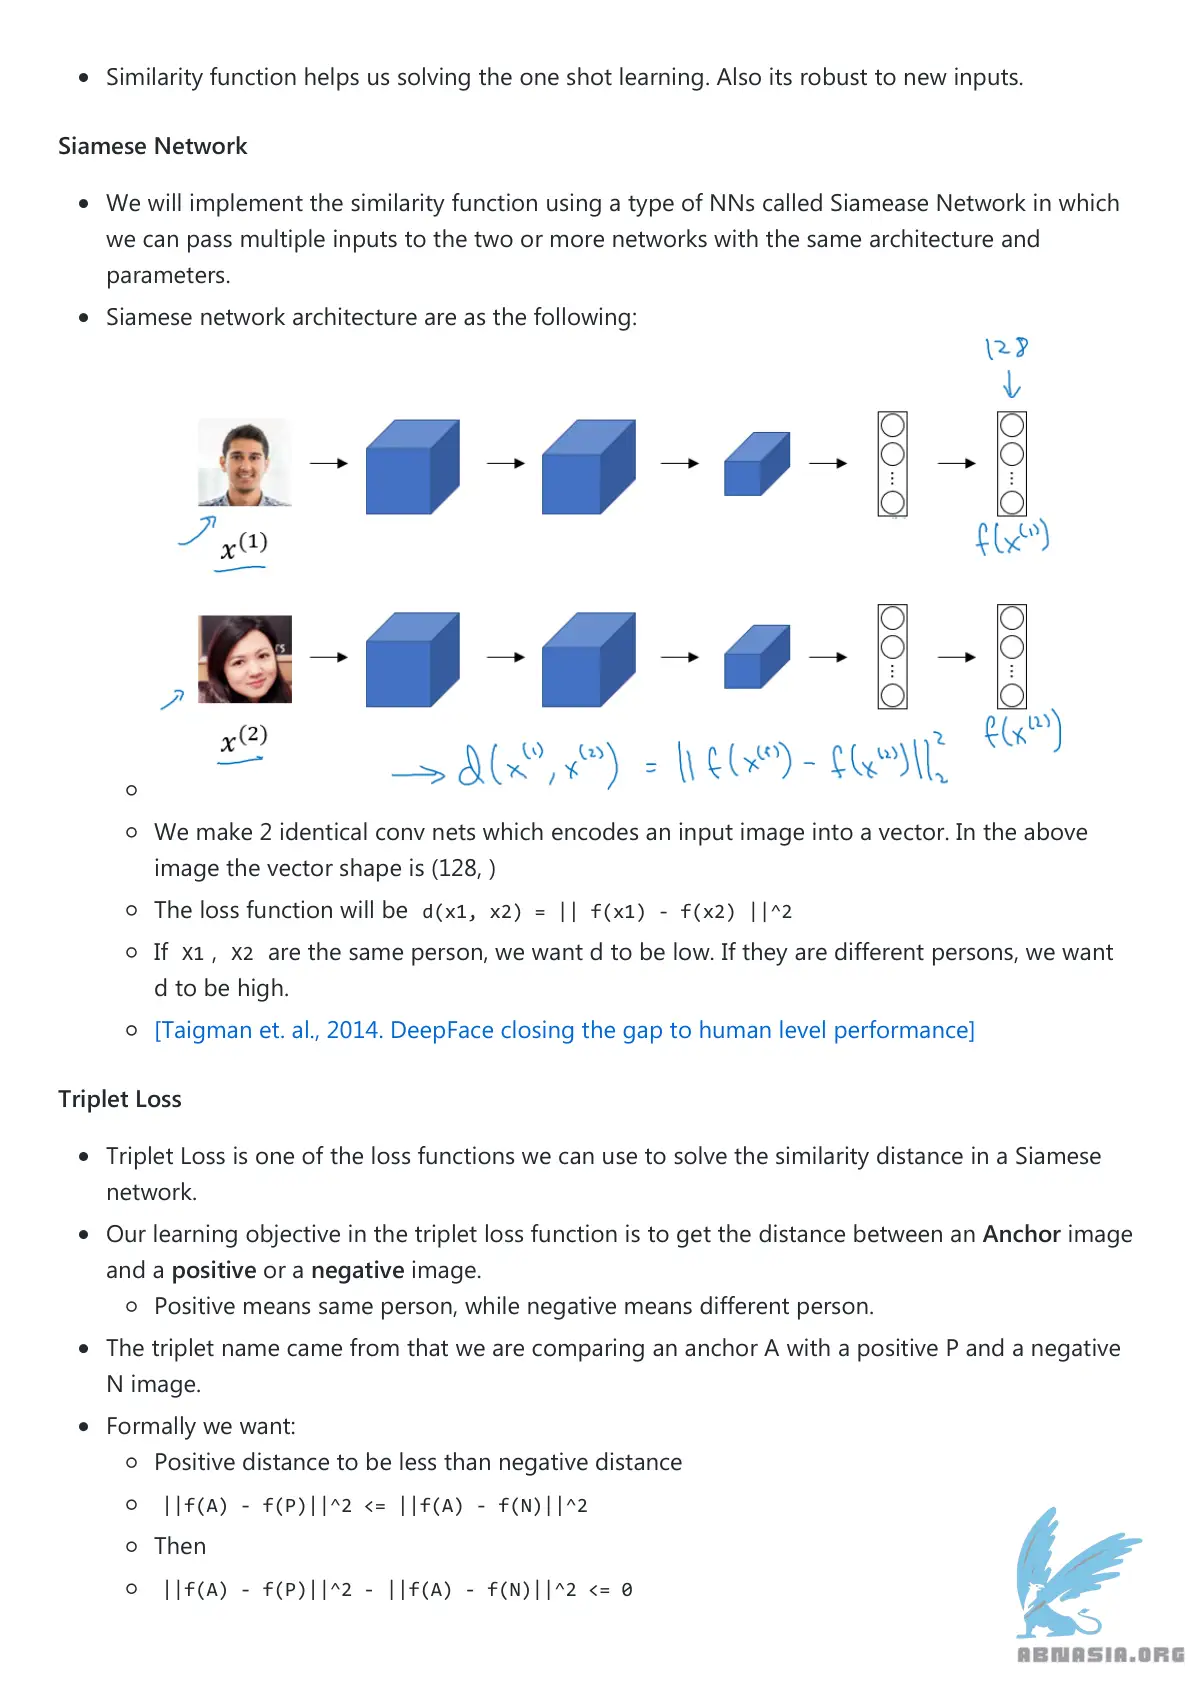 Similarity function helps us solving the one shot learning. Also its robust to new inputs.
Siamese Network
We will implement the similarity function using a type of NNs called Siamease Network in which
we can pass multiple inputs to the two or more networks with the same architecture and
parameters.
Siamese network architecture are as the following:
128
x^(1)
f(x^(1))
x^(2)
f(x^(2))
d(x^(1), x^(2)) = ||f(x^(1)) - f(x^(2))||_2^2
We make 2 identical conv nets which encodes an input image into a vector. In the above
image the vector shape is (128, )
The loss function will be d(x1, x2) = || f(x1) - f(x2) ||^2
If X1 , X2 are the same person, we want d to be low. If they are different persons, we want
d to be high.
[Taigman et. al., 2014. DeepFace closing the gap to human level performance]
Triplet Loss
Triplet Loss is one of the loss functions we can use to solve the similarity distance in a Siamese
network.
Our learning objective in the triplet loss function is to get the distance between an Anchor image
and a positive or a negative image.
Positive means same person, while negative means different person.
The triplet name came from that we are comparing an anchor A with a positive P and a negative
N image.
Formally we want:
Positive distance to be less than negative distance
||f(A) - f(P)||^2 <= ||f(A) - f(N)||^2
Then
||f(A) - f(P)||^2 - ||f(A) - f(N)||^2 <= 0
ABNASIA.ORG